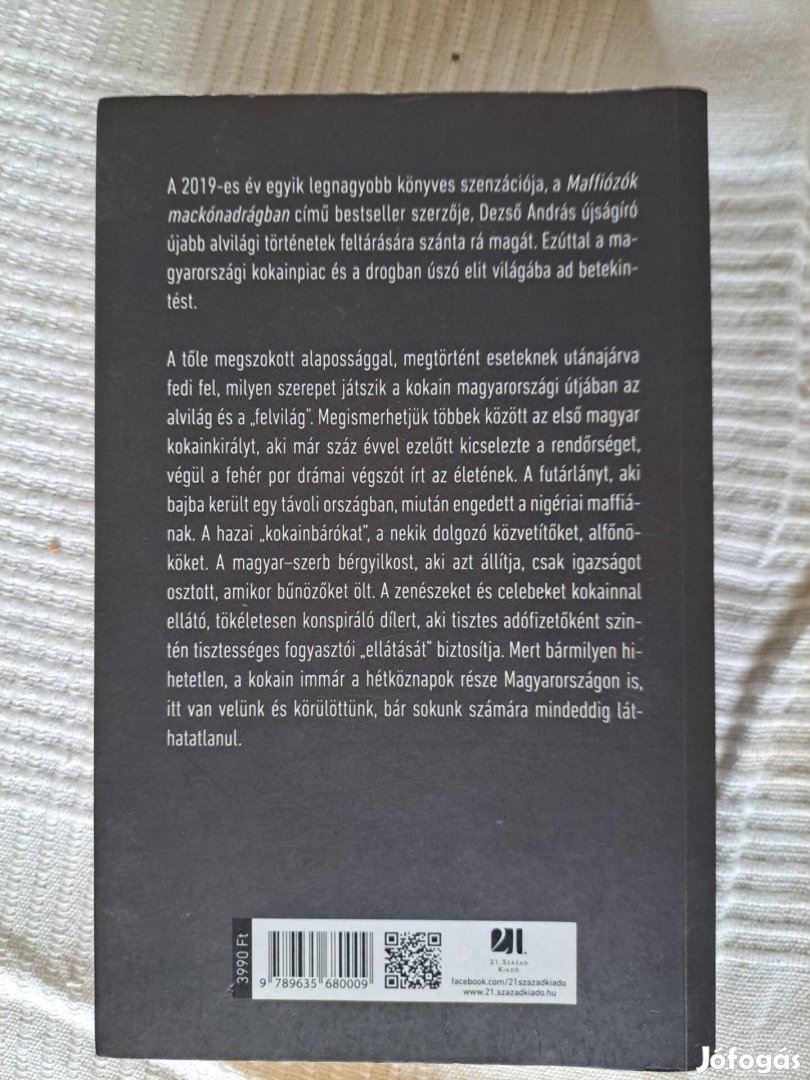 A 2019-es év egyik legnagyobb könyves szenzációja, a Maffiózók
mackónadrágban című bestseller szerzője, Dezső András újságíró
újabb alvilági történetek feltárására szánta rá magát. Ezúttal a ma-
gyarországi kokainpiac és a drogban úszó elit világába ad betekin-
tést.
A tőle megszokott alapossággal, megtörtént eseteknek utánajárva
fedi fel, milyen szerepet játszik a kokain magyarországi útjában az
alvilág és a „felvilág”. Megismerhetjük többek között az első magyar
kokainkirályt, aki már száz évvel ezelőtt kicselezte a rendőrséget,
végül a fehér por drámai végszót írt az életének. A futárlányt, aki
bajba került egy távoli országban, miután engedett a nigériai maffiá-
nak. A hazai „kokainbárókat”, a nekik dolgozó közvetítőket, alfőnö-
köket. A magyar–szerb bérgyilkost, aki azt állítja, csak igazságot
osztott, amikor bűnözőket ölt. A zenészeket és celebeket kokainnal
ellátó, tökéletesen konspiráló dílert, aki tisztes adófizetőként szin-
tén tisztességes fogyasztói „ellátását” biztosítja. Mert bármilyen hi-
hetetlen, a kokain immár a hétköznapok része Magyarországon is,
itt van velünk és körülöttünk, bár sokunk számára mindeddig lát-
hatatlanul.
3990 Ft
9 789635 680009
21.
21. Század
Kiadó
facebook.com/21szazadkiado
www.21.szazadkiado.hu
Jófogás